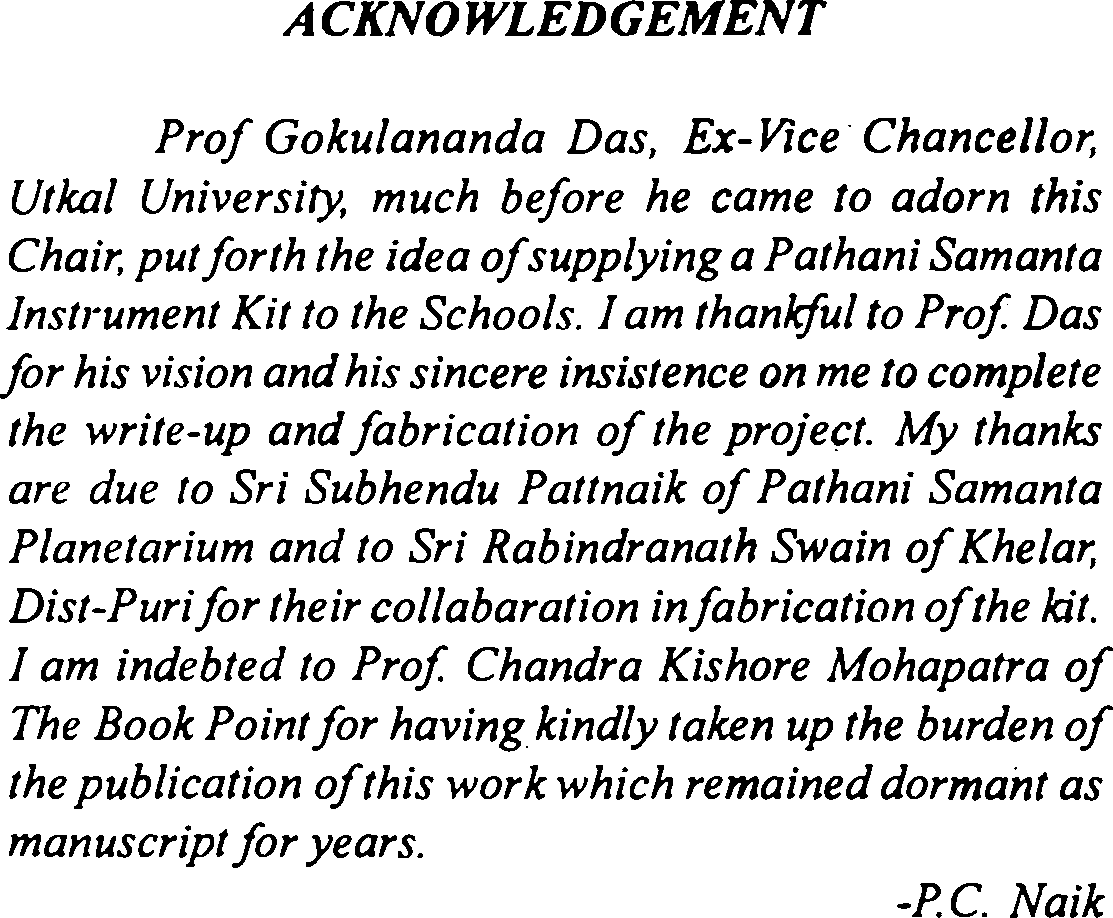 ACKNOWLEDGEMENT
Prof Gokulananda Das, Ex-Vice Chancellor,
Utkal University, much before he came to adorn this
Chair, put forth the idea of supplying a Pathani Samanta
Instrument Kit to the Schools. I am thankful to Prof. Das
for his vision and his sincere insistence on me to complete
the write-up and fabrication of the project. My thanks
are due to Sri Subhendu Pattnaik of Pathani Samanta
Planetarium and to Sri Rabindranath Swain of Khelar,
Dist-Puri for their collabaration in fabrication of the kit.
I am indebted to Prof. Chandra Kishore Mohapatra of
The Book Point for having kindly taken up the burden of
the publication of this work which remained dormant as
manuscript for years.
-P.C. Naik